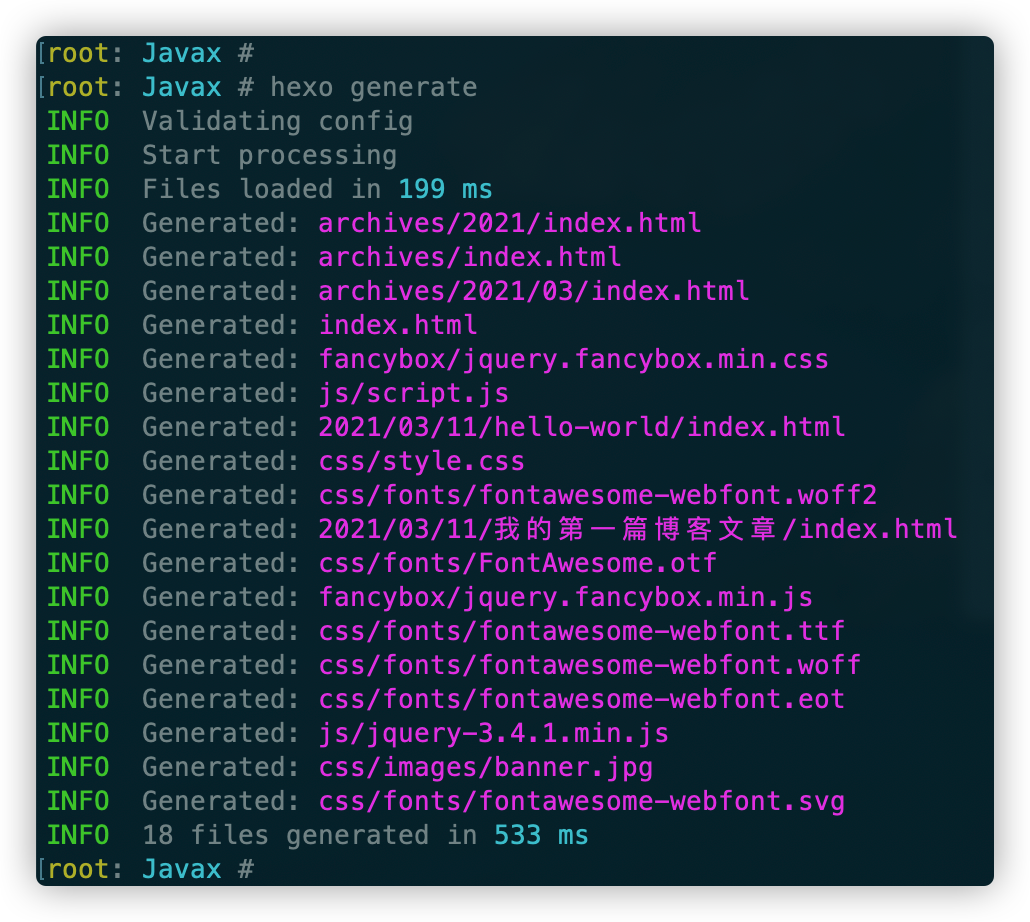 [root: Javax #
[root: Javax # hexo generate
INFO  Validating config
INFO  Start processing
INFO  Files loaded in 199 ms
INFO  Generated: archives/2021/index.html
INFO  Generated: archives/index.html
INFO  Generated: archives/2021/03/index.html
INFO  Generated: index.html
INFO  Generated: fancybox/jquery.fancybox.min.css
INFO  Generated: js/script.js
INFO  Generated: 2021/03/11/hello-world/index.html
INFO  Generated: css/style.css
INFO  Generated: css/fonts/fontawesome-webfont.woff2
INFO  Generated: 2021/03/11/我的第一篇博客文章/index.html
INFO  Generated: css/fonts/FontAwesome.otf
INFO  Generated: fancybox/jquery.fancybox.min.js
INFO  Generated: css/fonts/fontawesome-webfont.ttf
INFO  Generated: css/fonts/fontawesome-webfont.woff
INFO  Generated: css/fonts/fontawesome-webfont.eot
INFO  Generated: js/jquery-3.4.1.min.js
INFO  Generated: css/images/banner.jpg
INFO  Generated: css/fonts/fontawesome-webfont.svg
INFO  18 files generated in 533 ms
[root: Javax #